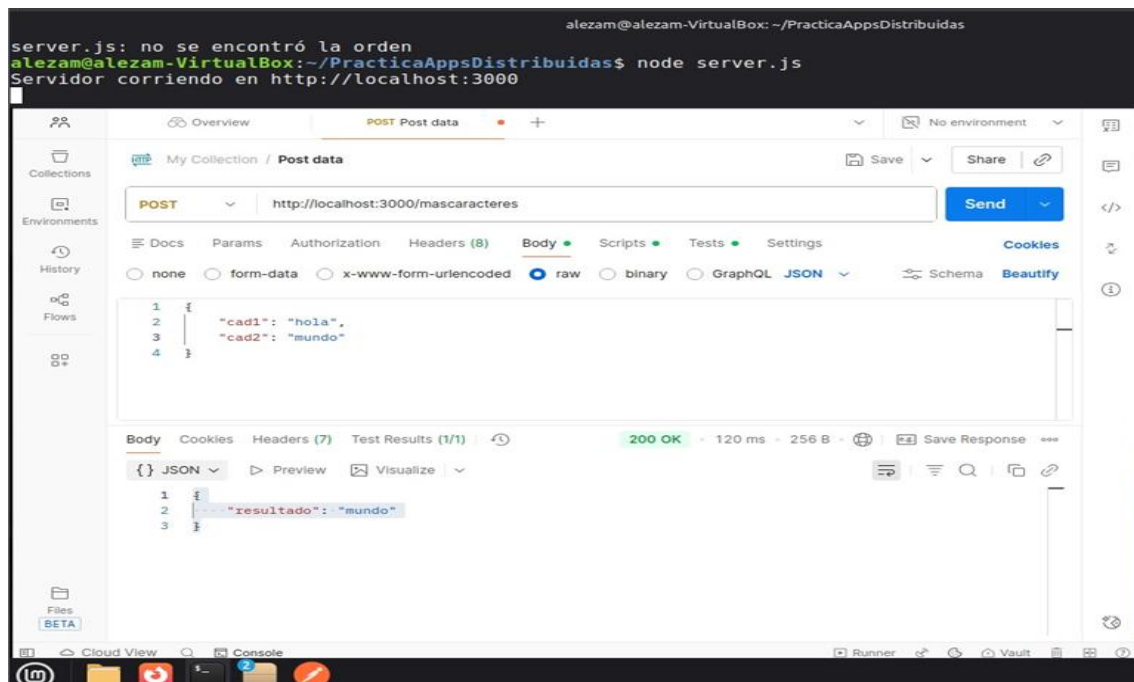 alezam@alezam-VirtualBox: ~/PracticaAppsDistribuidas
server.js: no se encontró la orden
alezam@alezam-VirtualBox:~/PracticaAppsDistribuidas$ node server.js
Servidor corriendo en http://localhost:3000
Overview POST Post data + No environment
Collections
HTTP My Collection / Post data Save Share
Environments
POST http://localhost:3000/mascaracteres Send
History
Docs Params Authorization Headers (8) Body Scripts Tests Settings Cookies
none form-data x-www-form-urlencoded raw binary GraphQL JSON Schema Beautify
Flows
1 {
2 "cad1": "hola",
3 "cad2": "mundo"
4 }
Body Cookies Headers (7) Test Results (1/1) 200 OK 120 ms 256 B Save Response
{} JSON Preview Visualize
1 {
2 "resultado": "mundo"
3 }
Files
BETA
Cloud View Console Runner Vault
2